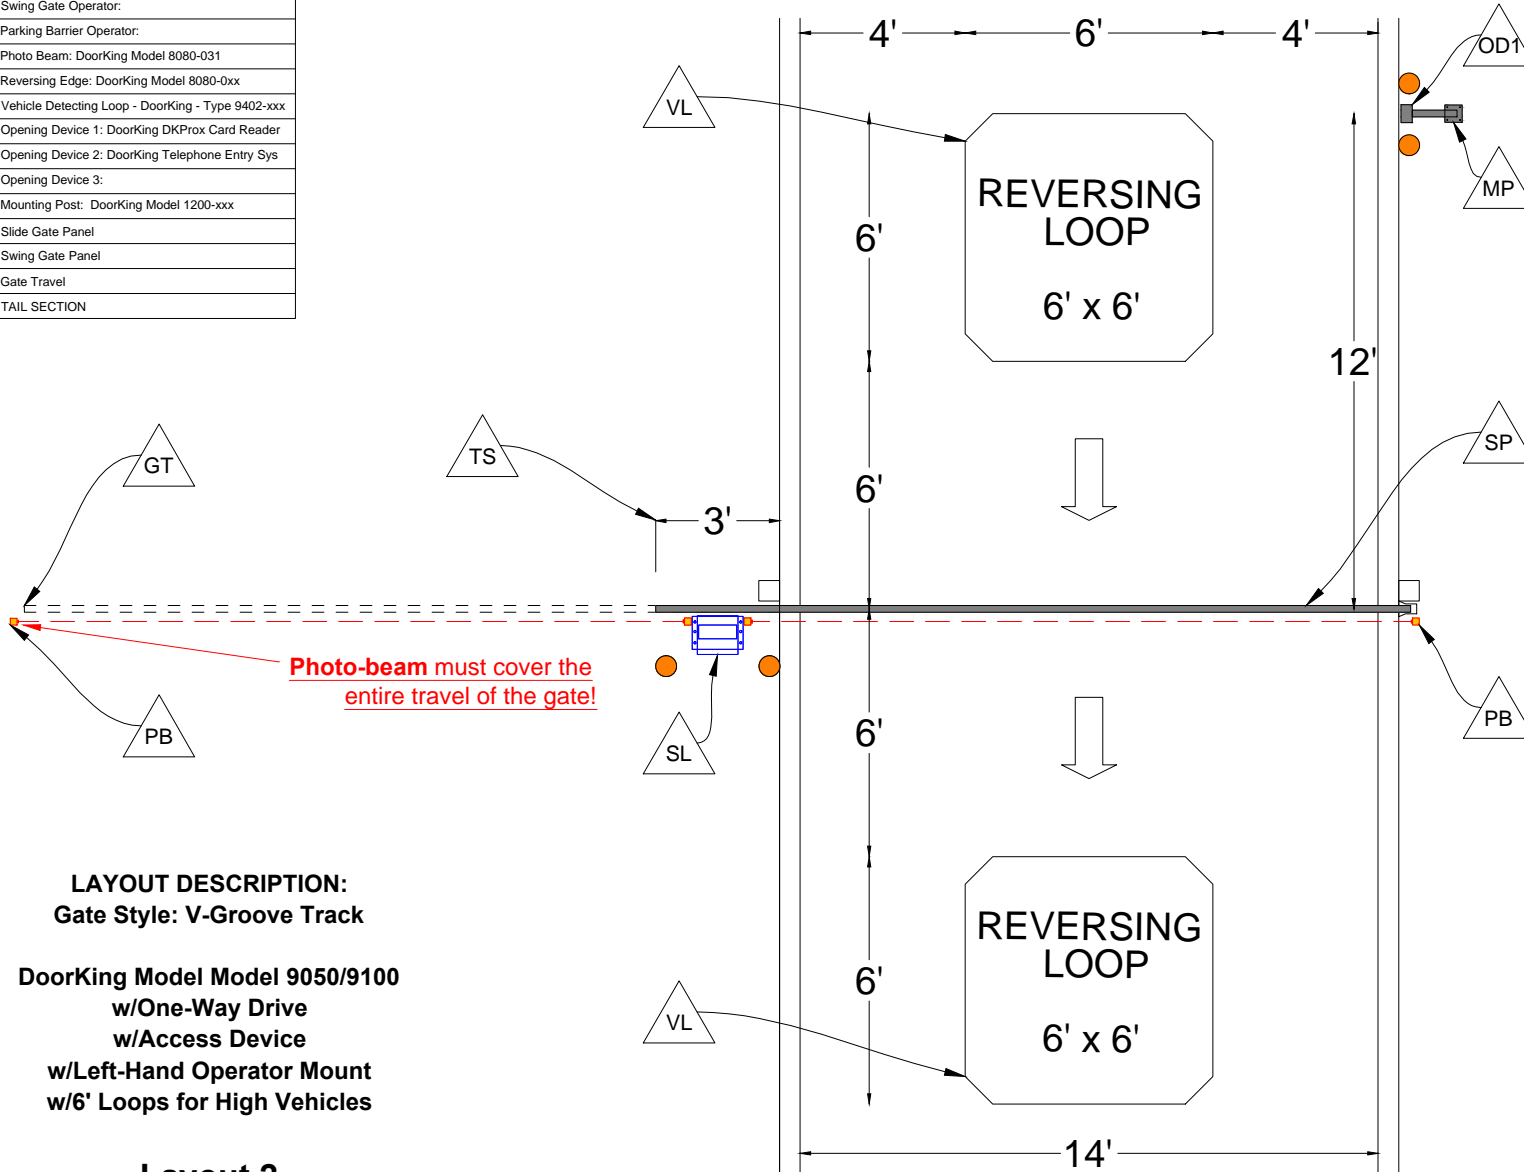 Swing Gate Operator:
Parking Barrier Operator:
Photo Beam: DoorKing Model 8080-031
Reversing Edge: DoorKing Model 8080-0xx
Vehicle Detecting Loop - DoorKing - Type 9402-xxx
Opening Device 1: DoorKing DKProx Card Reader
Opening Device 2: DoorKing Telephone Entry Sys
Opening Device 3:
Mounting Post: DoorKing Model 1200-xxx
Slide Gate Panel
Swing Gate Panel
Gate Travel
TAIL SECTION
4'
6'
4'
OD1
VL
MP
REVERSING
LOOP
6' x 6'
6'
12'
GT
TS
SP
6'
3'
Photo-beam must cover the
entire travel of the gate!
PB
SL
PB
6'
LAYOUT DESCRIPTION:
Gate Style: V-Groove Track
DoorKing Model Model 9050/9100
w/One-Way Drive
w/Access Device
w/Left-Hand Operator Mount
w/6' Loops for High Vehicles
REVERSING
LOOP
6' x 6'
6'
VL
14'
Layout 2